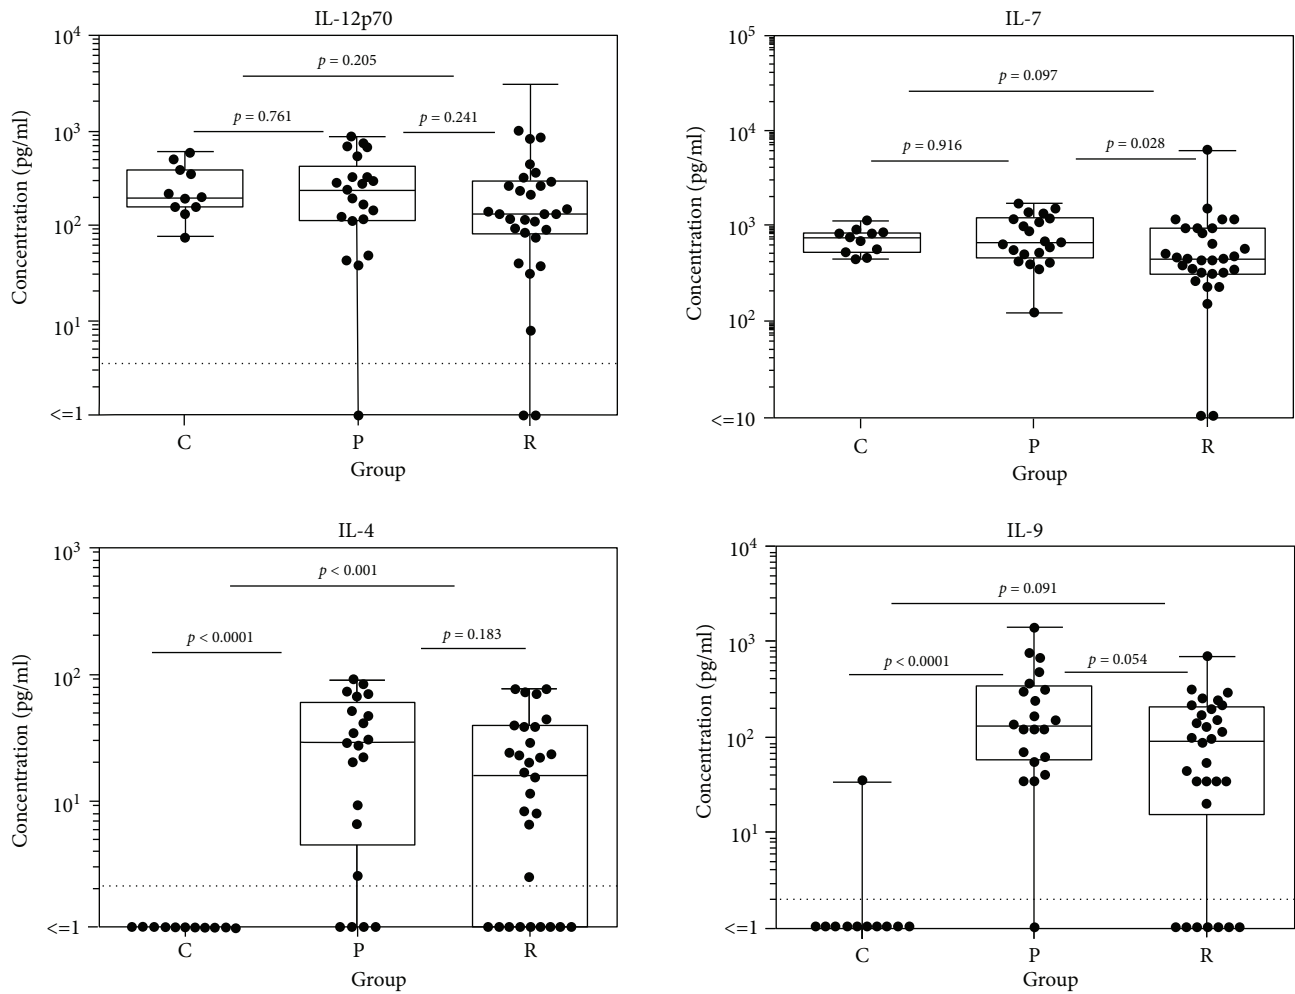 IL-12p70
10^4
10^3
10^2
10^1
<=1
Concentration (pg/ml)
p = 0.205
p = 0.761
p = 0.241
C P R
Group
IL-7
10^5
10^4
10^3
10^2
<=10
Concentration (pg/ml)
p = 0.097
p = 0.916
p = 0.028
C P R
Group
IL-4
10^3
10^2
10^1
<=1
Concentration (pg/ml)
p < 0.001
p < 0.0001
p = 0.183
C P R
Group
IL-9
10^4
10^3
10^2
10^1
<=1
Concentration (pg/ml)
p = 0.091
p < 0.0001
p = 0.054
C P R
Group